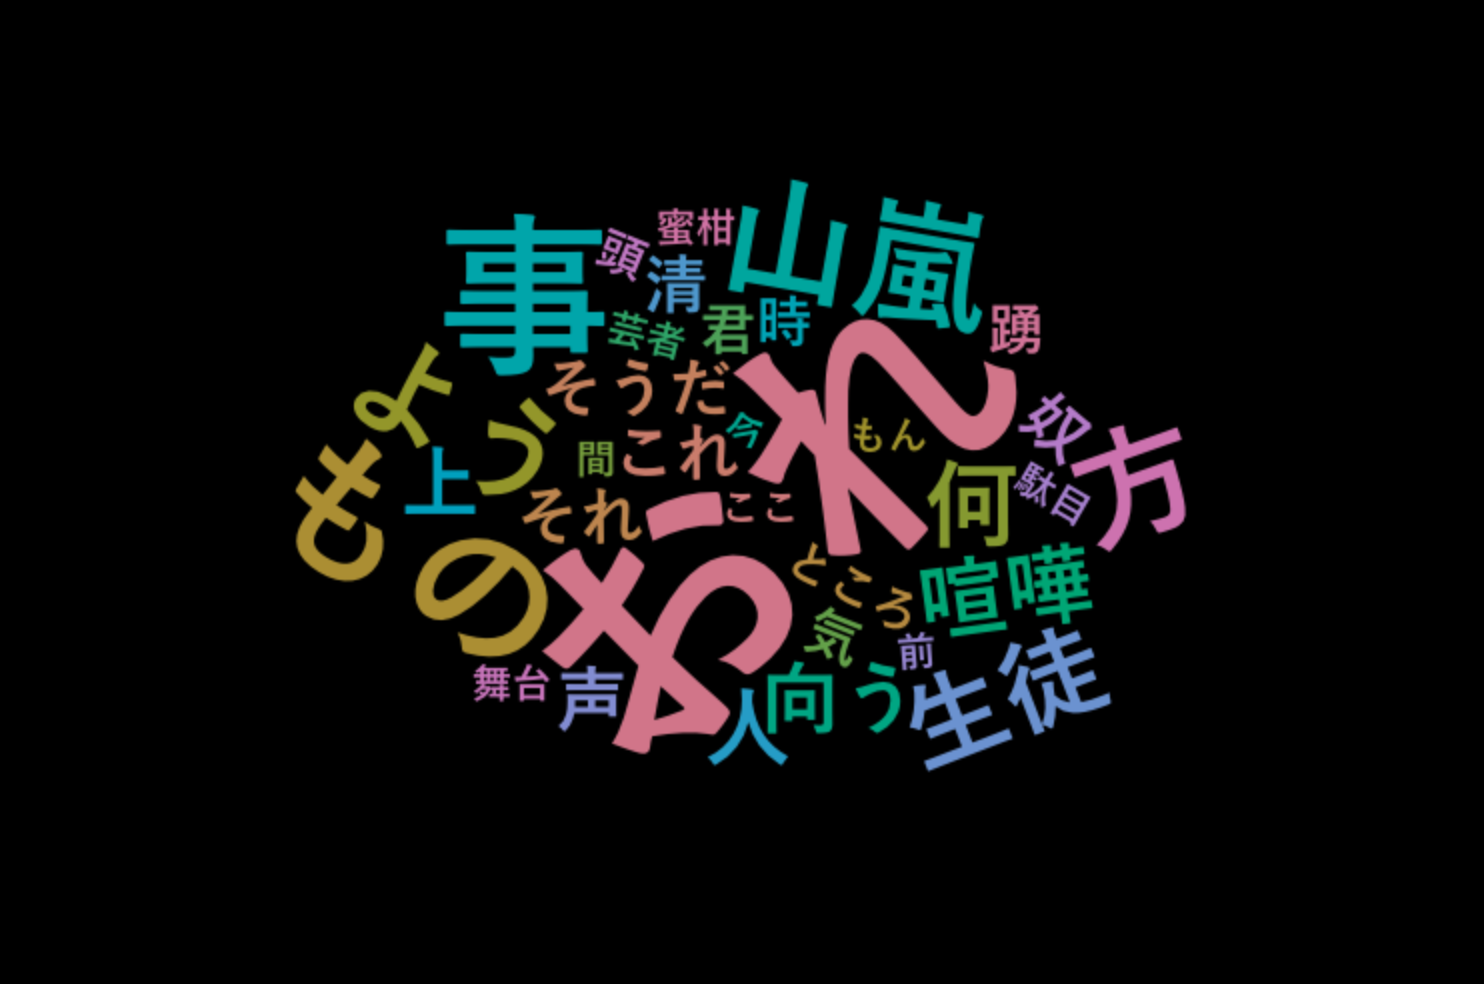 蜜柑
山嵐
事
頭
清
芸者
君
時
踊
おれ
そうだ
よう
今
もん
奴
方
これ
間
上
もの
それ
ここ
何
駄目
ところ
喧嘩
気
前
舞台
声
人
向う
生徒